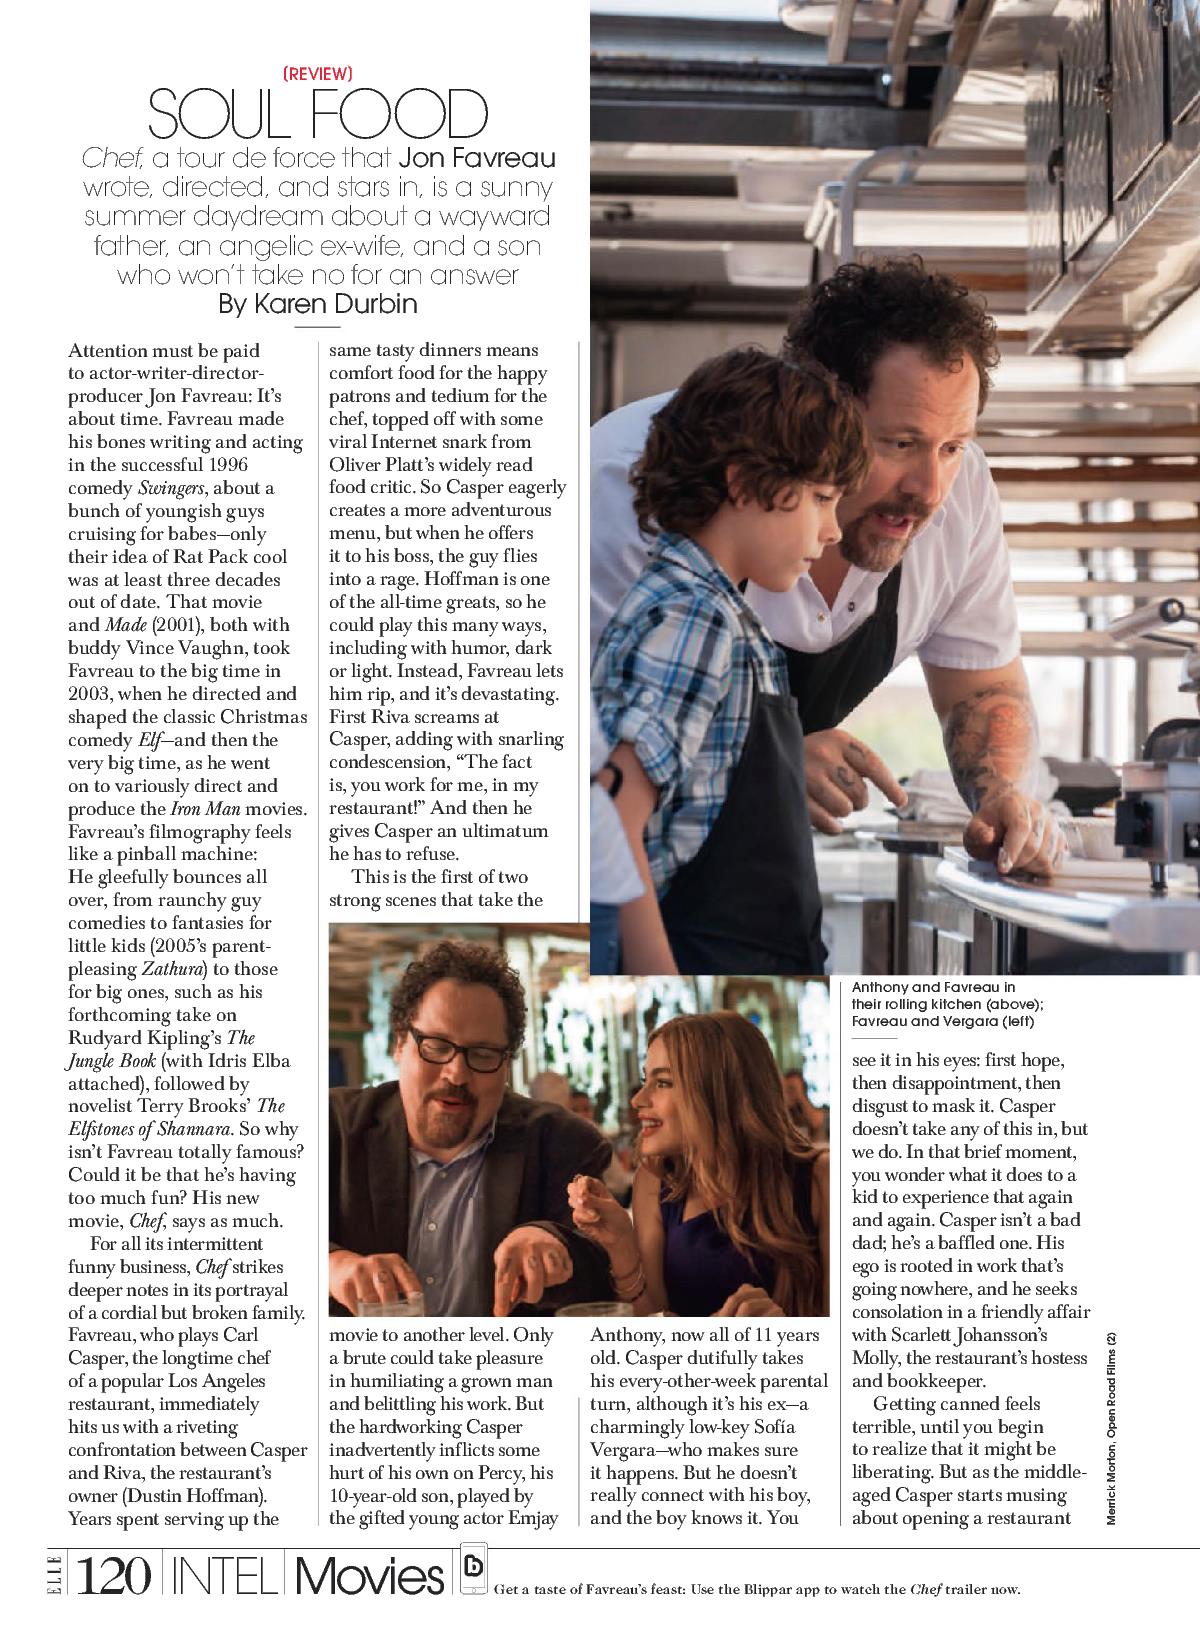 (REVIEW)
SOUL FOOD
Chef, a tour de force that Jon Favreau
wrote, directed, and stars in, is a sunny
summer daydream about a wayward
father, an angelic ex-wife, and a son
who won't take no for an answer
By Karen Durbin
Attention must be paid
to actor-writer-director-
producer Jon Favreau: It's
about time. Favreau made
his bones writing and acting
in the successful 1996
comedy Swingers, about a
bunch of youngish guys
cruising for babes—only
their idea of Rat Pack cool
was at least three decades
out of date. That movie
and Made (2001), both with
buddy Vince Vaughn, took
Favreau to the big time in
2003, when he directed and
shaped the classic Christmas
comedy Elf—and then the
very big time, as he went
on to variously direct and
produce the Iron Man movies.
Favreau's filmography feels
like a pinball machine:
He gleefully bounces all
over, from raunchy guy
comedies to fantasies for
little kids (2005's parent-
pleasing Zathura) to those
for big ones, such as his
forthcoming take on
Rudyard Kipling's The
Jungle Book (with Idris Elba
attached), followed by
novelist Terry Brooks' The
Elfstones of Shannara. So why
isn't Favreau totally famous?
Could it be that he's having
too much fun? His new
movie, Chef, says as much.
For all its intermittent
funny business, Chef strikes
deeper notes in its portrayal
of a cordial but broken family.
Favreau, who plays Carl
Casper, the longtime chef
of a popular Los Angeles
restaurant, immediately
hits us with a riveting
confrontation between Casper
and Riva, the restaurant's
owner (Dustin Hoffman).
Years spent serving up the
same tasty dinners means
comfort food for the happy
patrons and tedium for the
chef, topped off with some
viral Internet snark from
Oliver Platt's widely read
food critic. So Casper eagerly
creates a more adventurous
menu, but when he offers
it to his boss, the guy flies
into a rage. Hoffman is one
of the all-time greats, so he
could play this many ways,
including with humor, dark
or light. Instead, Favreau lets
him rip, and it's devastating.
First Riva screams at
Casper, adding with snarling
condescension, "The fact
is, you work for me, in my
restaurant!" And then he
gives Casper an ultimatum
he has to refuse.
This is the first of two
strong scenes that take the
movie to another level. Only
a brute could take pleasure
in humiliating a grown man
and belittling his work. But
the hardworking Casper
inadvertently inflicts some
hurt of his own on Percy, his
10-year-old son, played by
the gifted young actor Emjay
Anthony, now all of 11 years
old. Casper dutifully takes
his every-other-week parental
turn, although it's his ex—a
charmingly low-key Sofía
Vergara—who makes sure
it happens. But he doesn't
really connect with his boy,
and the boy knows it. You
Anthony and Favreau in
their rolling kitchen (above);
Favreau and Vergara (left)
see it in his eyes: first hope,
then disappointment, then
disgust to mask it. Casper
doesn't take any of this in, but
we do. In that brief moment,
you wonder what it does to a
kid to experience that again
and again. Casper isn't a bad
dad; he's a baffled one. His
ego is rooted in work that's
going nowhere, and he seeks
consolation in a friendly affair
with Scarlett Johansson's
Molly, the restaurant's hostess
and bookkeeper.
Getting canned feels
terrible, until you begin
to realize that it might be
liberating. But as the middle-
aged Casper starts musing
about opening a restaurant
Merrick Morton, Open Road Films (2)
ELLE 120 INTEL Movies b Get a taste of Favreau's feast: Use the Blippar app to watch the Chef trailer now.